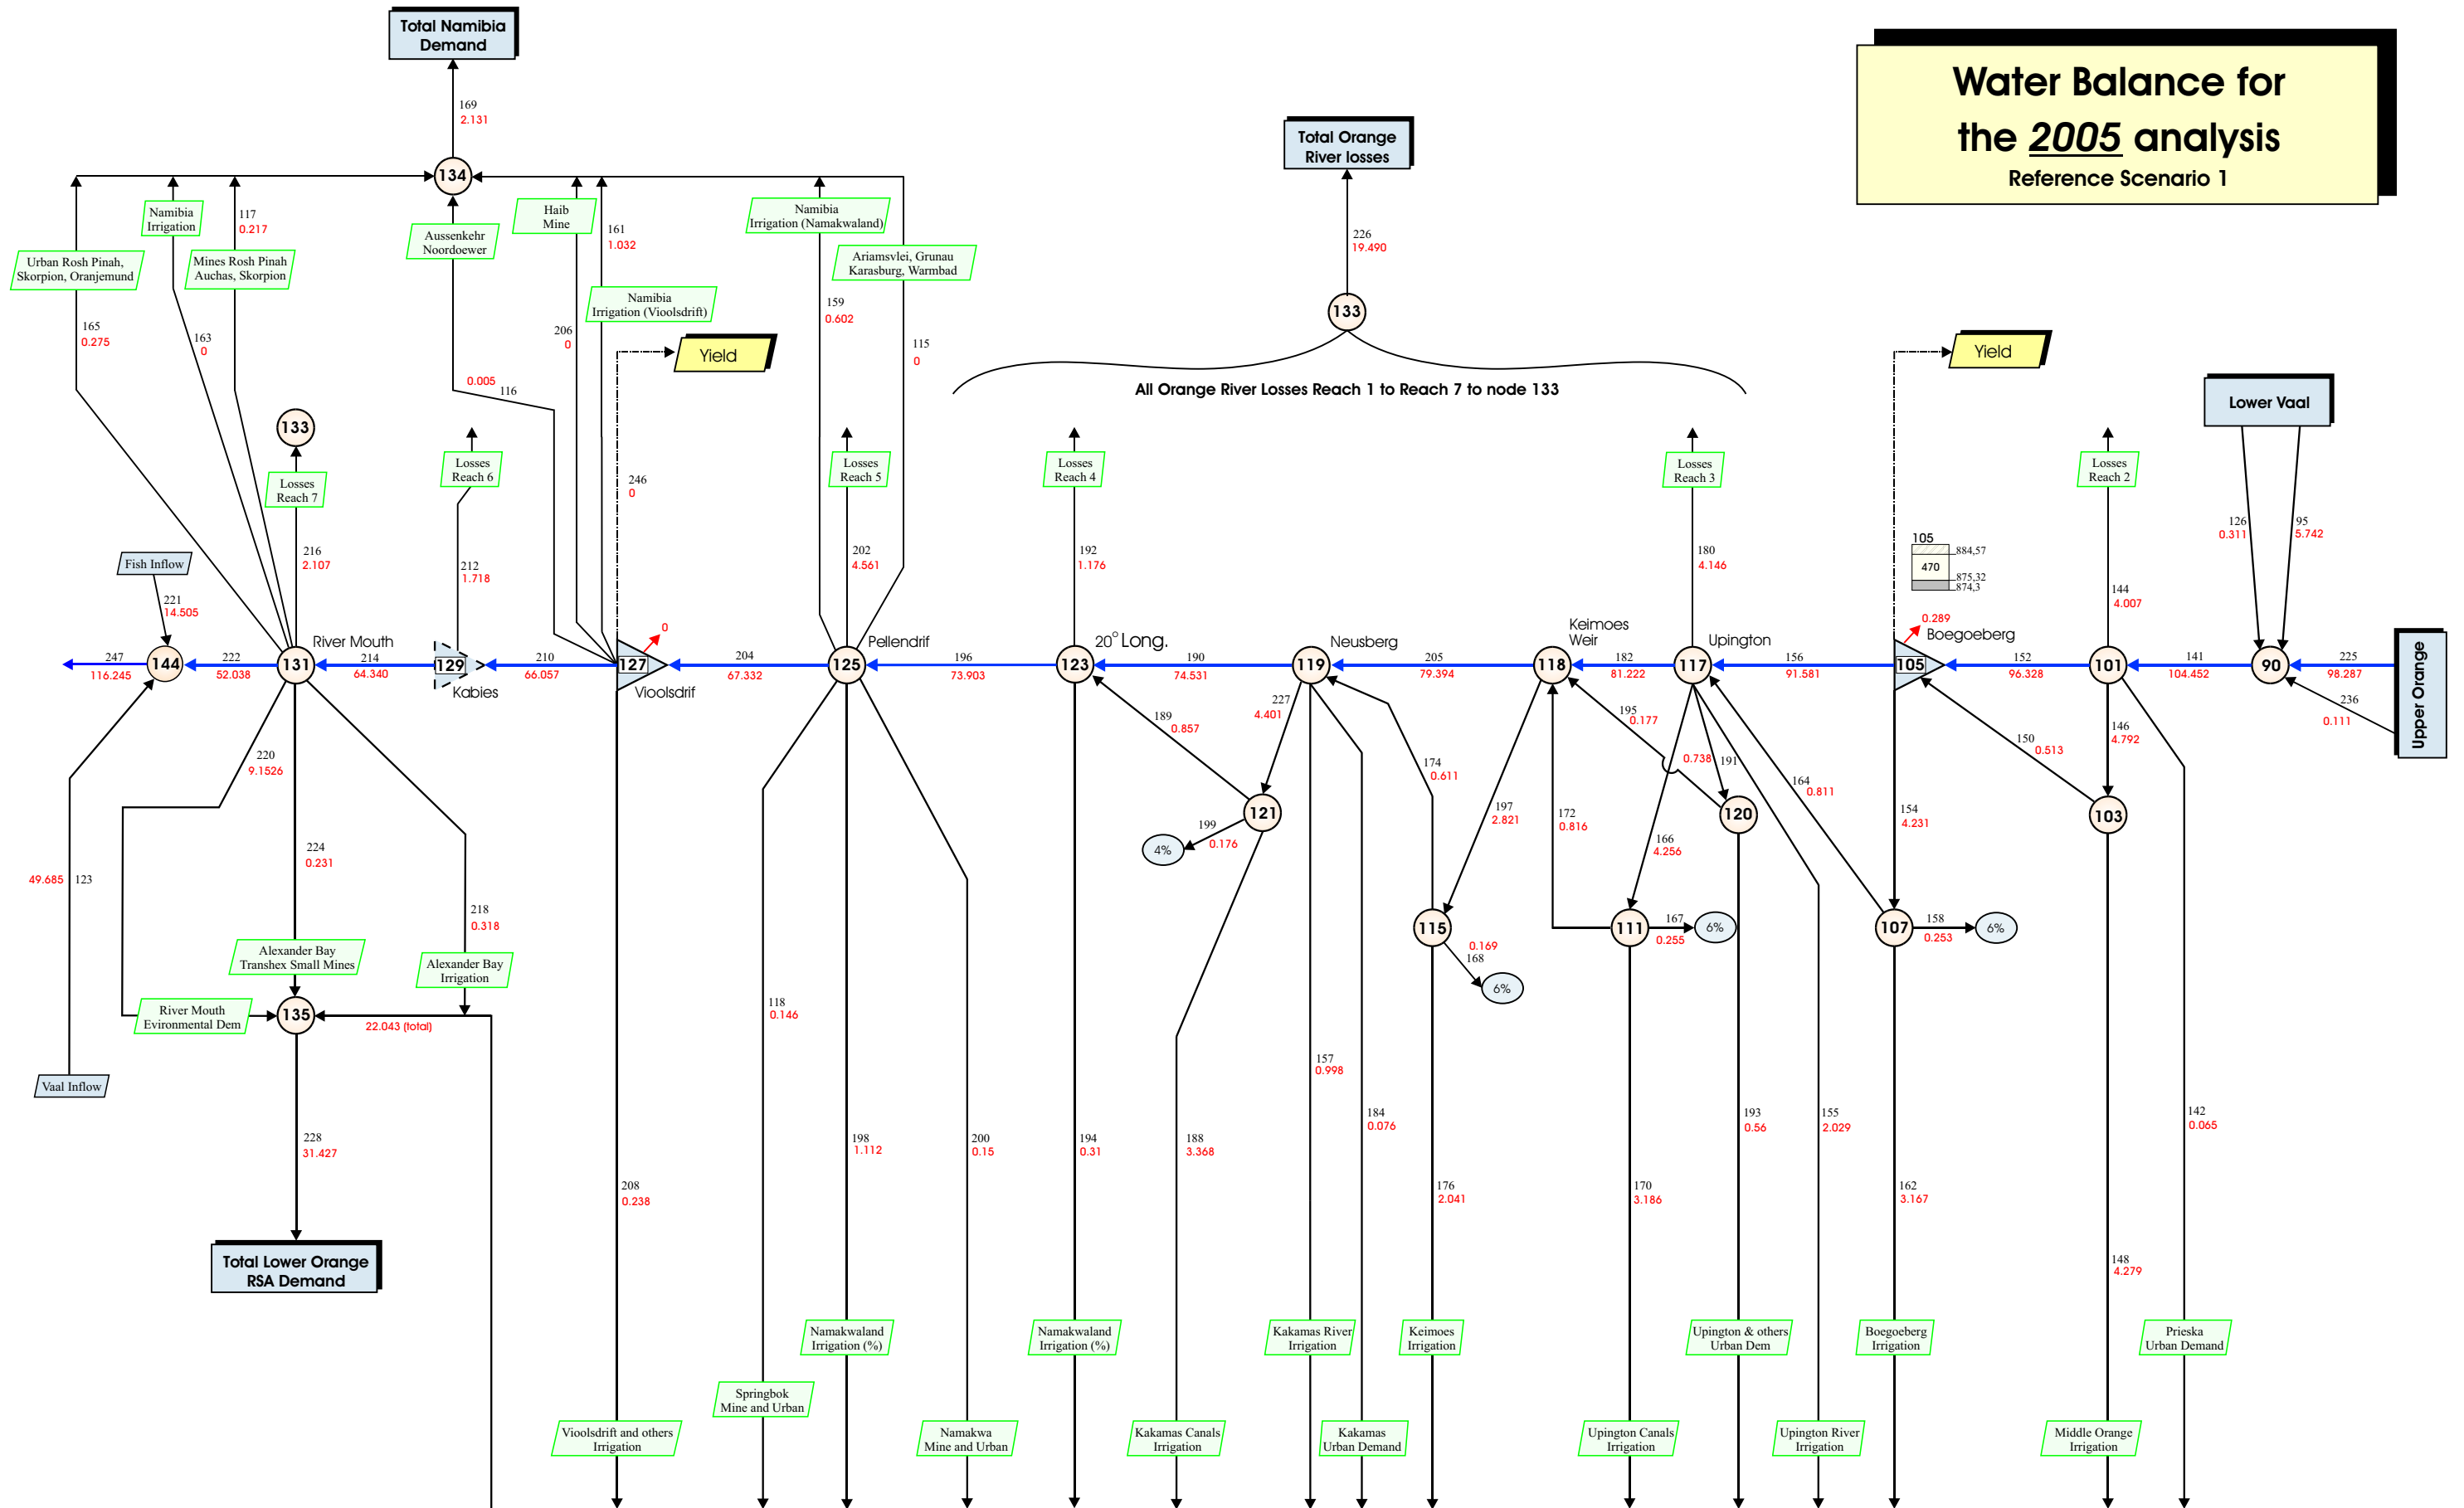 Water Balance for
the 2005 analysis
Reference Scenario 1
Total Namibia
Demand
169
2.131
134
Total Orange
River losses
226
19.490
133
All Orange River Losses Reach 1 to Reach 7 to node 133
Urban Rosh Pinah,
Skorpion, Oranjemund
165
0.275
Namibia
Irrigation
163
0
117
0.217
Mines Rosh Pinah
Auchas, Skorpion
Aussenkehr
Noordoewer
0.005
116
Haib
Mine
206
0
161
1.032
Namibia
Irrigation (Vioolsdrift)
Namibia
Irrigation (Namakwaland)
159
0.602
Ariamsvlei, Grunau
Karasburg, Warmbad
115
0
Yield
246
0
Yield
Lower Vaal
126
0.311
95
5.742
133
Losses
Reach 7
216
2.107
Losses
Reach 6
212
1.718
Losses
Reach 5
202
4.561
Losses
Reach 4
192
1.176
Losses
Reach 3
180
4.146
Losses
Reach 2
144
4.007
105
884,57
470
875,32
874,3
Fish Inflow
221
14.505
247
116.245
144
222
52.038
131
River Mouth
214
64.340
129
Kabies
210
66.057
127
0
Vioolsdrif
204
67.332
125
Pellendrif
196
73.903
123
20° Long.
190
74.531
119
Neusberg
205
79.394
118
Keimoes
Weir
182
81.222
117
Upington
156
91.581
105
0.289
Boegoeberg
152
96.328
101
141
104.452
90
225
98.287
236
0.111
Upper Orange
220
9.1526
224
0.231
218
0.318
49.685
123
Vaal Inflow
Alexander Bay
Transhex Small Mines
Alexander Bay
Irrigation
River Mouth
Evironmental Dem
135
22.043 (total)
228
31.427
Total Lower Orange
RSA Demand
208
0.238
Vioolsdrift and others
Irrigation
118
0.146
Springbok
Mine and Urban
198
1.112
Namakwaland
Irrigation (%)
200
0.15
Namakwa
Mine and Urban
194
0.31
Namakwaland
Irrigation (%)
189
0.857
227
4.401
121
199
0.176
4%
188
3.368
Kakamas Canals
Irrigation
157
0.998
Kakamas River
Irrigation
184
0.076
Kakamas
Urban Demand
174
0.611
197
2.821
115
0.169
168
6%
176
2.041
Keimoes
Irrigation
172
0.816
195
0.177
0.738
191
120
166
4.256
111
167
0.255
6%
170
3.186
Upington Canals
Irrigation
193
0.56
Upington & others
Urban Dem
155
2.029
Upington River
Irrigation
164
0.811
154
4.231
107
158
0.253
6%
162
3.167
Boegoeberg
Irrigation
150
0.513
146
4.792
103
148
4.279
Middle Orange
Irrigation
142
0.065
Prieska
Urban Demand